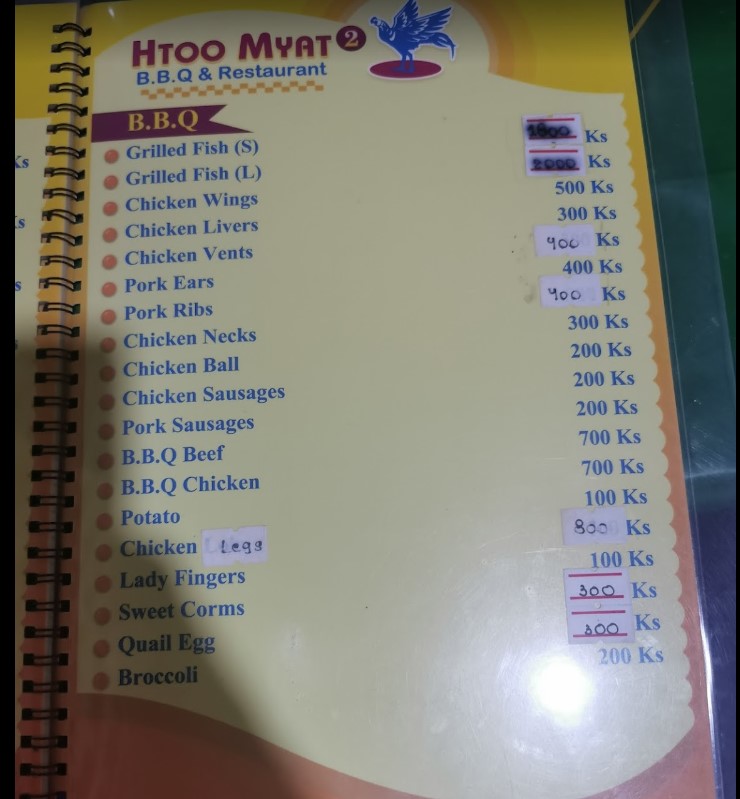 HTOO MYAT 2
B.B.Q & Restaurant
B.B.Q
Grilled Fish (S) 1800 Ks
Grilled Fish (L) 2000 Ks
Chicken Wings 500 Ks
Chicken Livers 300 Ks
Chicken Vents 400 Ks
Pork Ears 400 Ks
Pork Ribs 400 Ks
Chicken Necks 300 Ks
Chicken Ball 200 Ks
Chicken Sausages 200 Ks
Pork Sausages 200 Ks
B.B.Q Beef 700 Ks
B.B.Q Chicken 700 Ks
Potato 100 Ks
Chicken Legs 800 Ks
Lady Fingers 100 Ks
Sweet Corms 300 Ks
Quail Egg 300 Ks
Broccoli 200 Ks